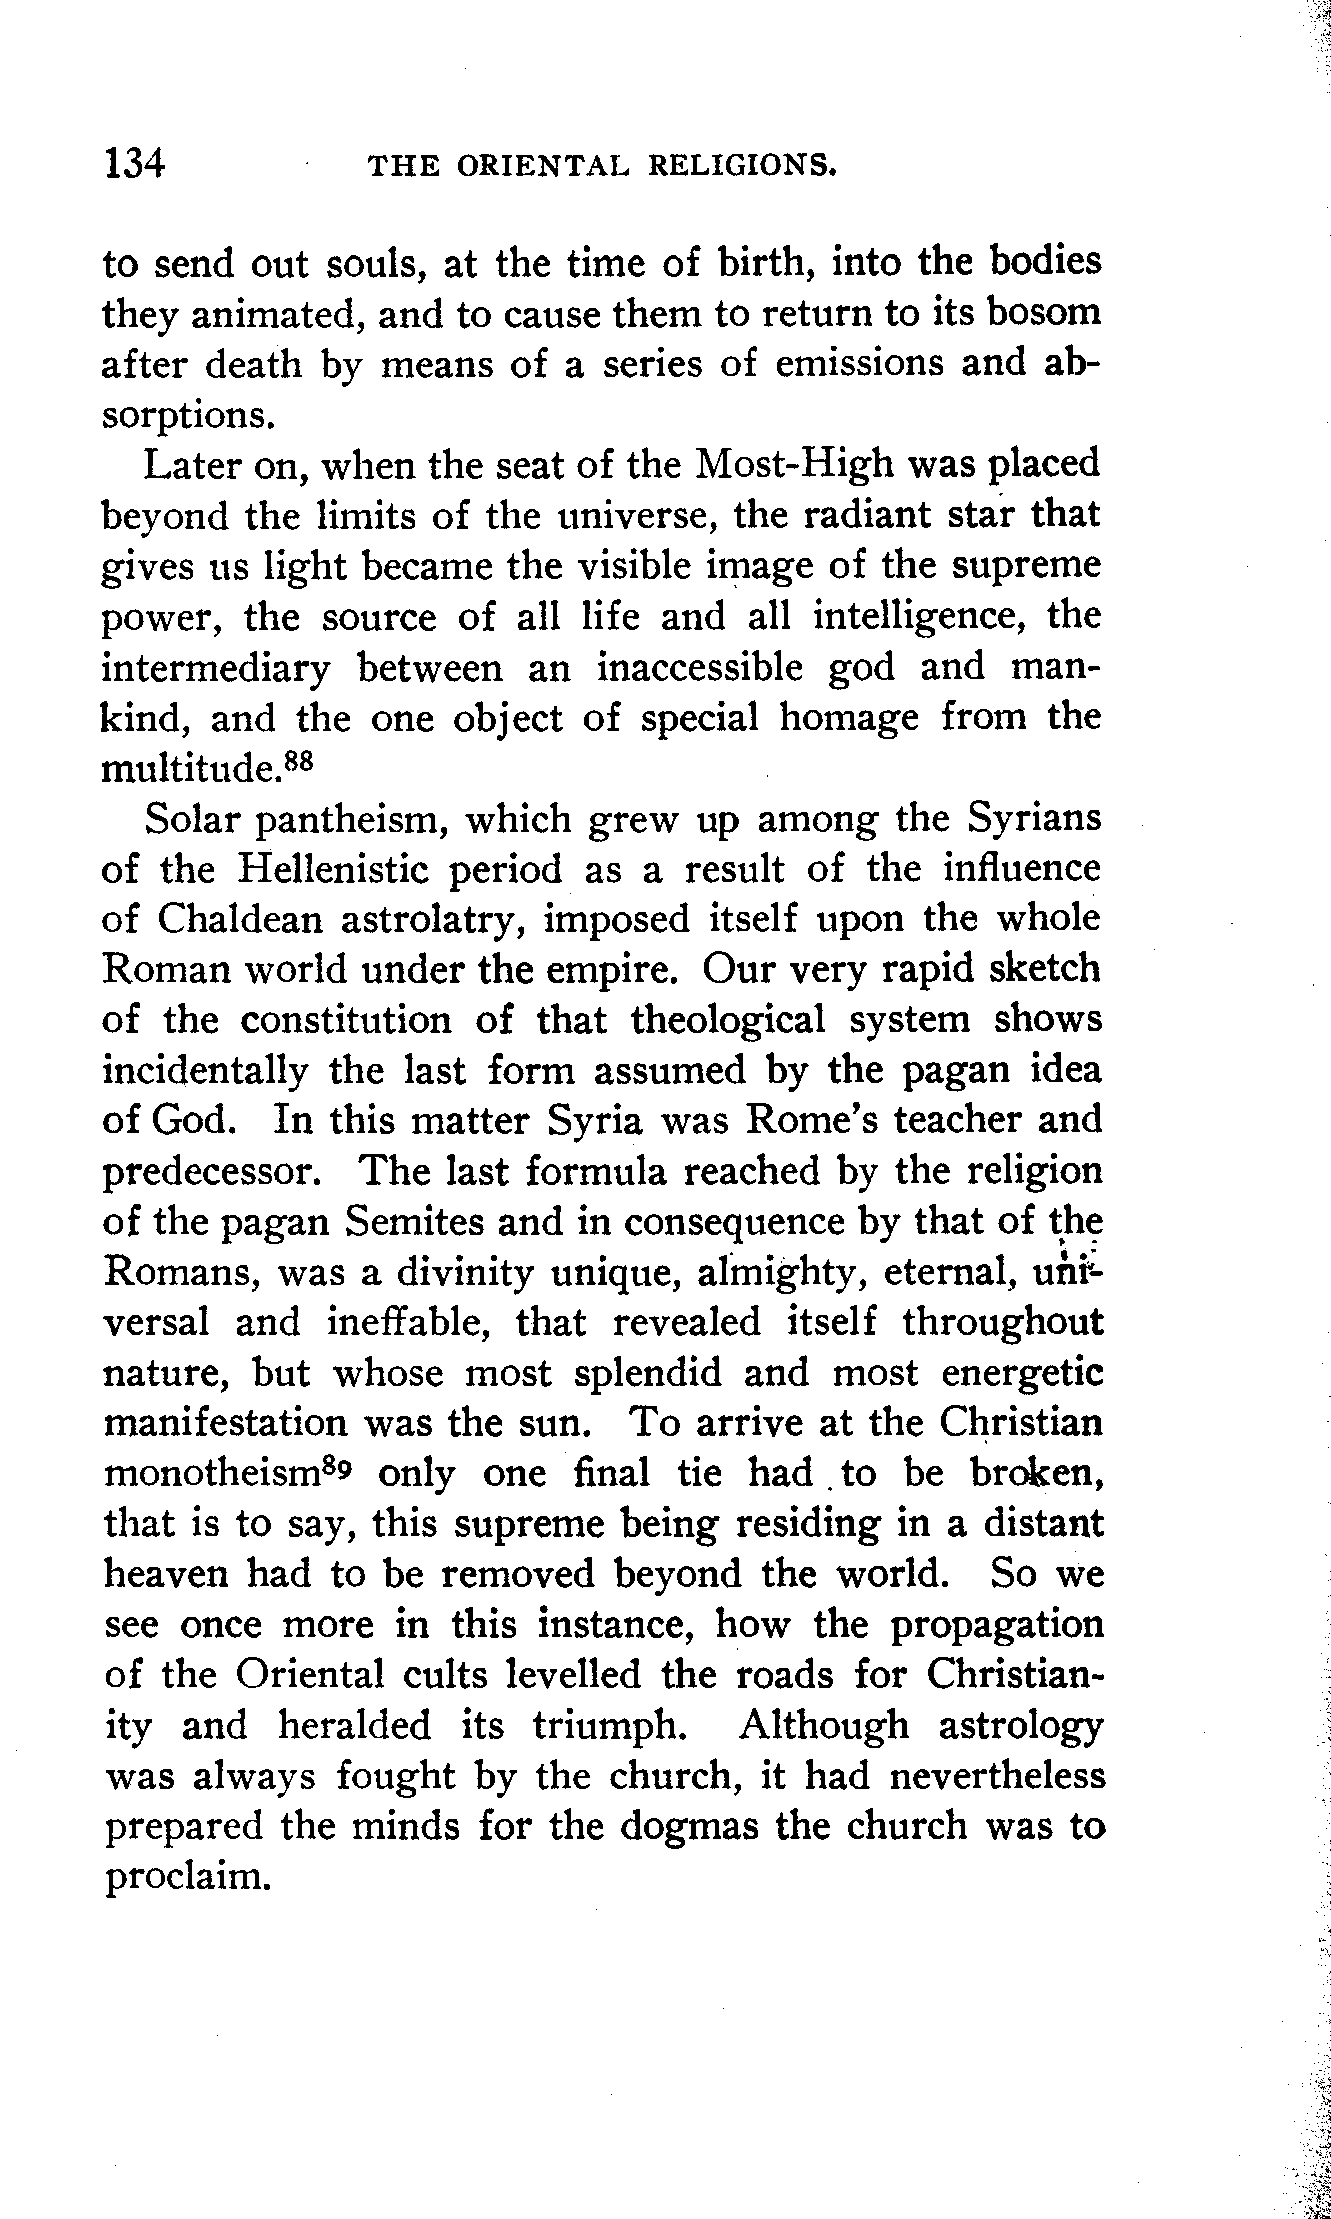 134 THE ORIENTAL RELIGIONS.
to send out souls, at the time of birth, into the bodies
they animated, and to cause them to return to its bosom
after death by means of a series of emissions and ab-
sorptions.
Later on, when the seat of the Most-High was placed
beyond the limits of the universe, the radiant star that
gives us light became the visible image of the supreme
power, the source of all life and all intelligence, the
intermediary between an inaccessible god and man-
kind, and the one object of special homage from the
multitude.⁸⁸
Solar pantheism, which grew up among the Syrians
of the Hellenistic period as a result of the influence
of Chaldean astrolatry, imposed itself upon the whole
Roman world under the empire. Our very rapid sketch
of the constitution of that theological system shows
incidentally the last form assumed by the pagan idea
of God. In this matter Syria was Rome's teacher and
predecessor. The last formula reached by the religion
of the pagan Semites and in consequence by that of the
Romans, was a divinity unique, almighty, eternal, uni-
versal and ineffable, that revealed itself throughout
nature, but whose most splendid and most energetic
manifestation was the sun. To arrive at the Christian
monotheism⁸⁹ only one final tie had to be broken,
that is to say, this supreme being residing in a distant
heaven had to be removed beyond the world. So we
see once more in this instance, how the propagation
of the Oriental cults levelled the roads for Christian-
ity and heralded its triumph. Although astrology
was always fought by the church, it had nevertheless
prepared the minds for the dogmas the church was to
proclaim.